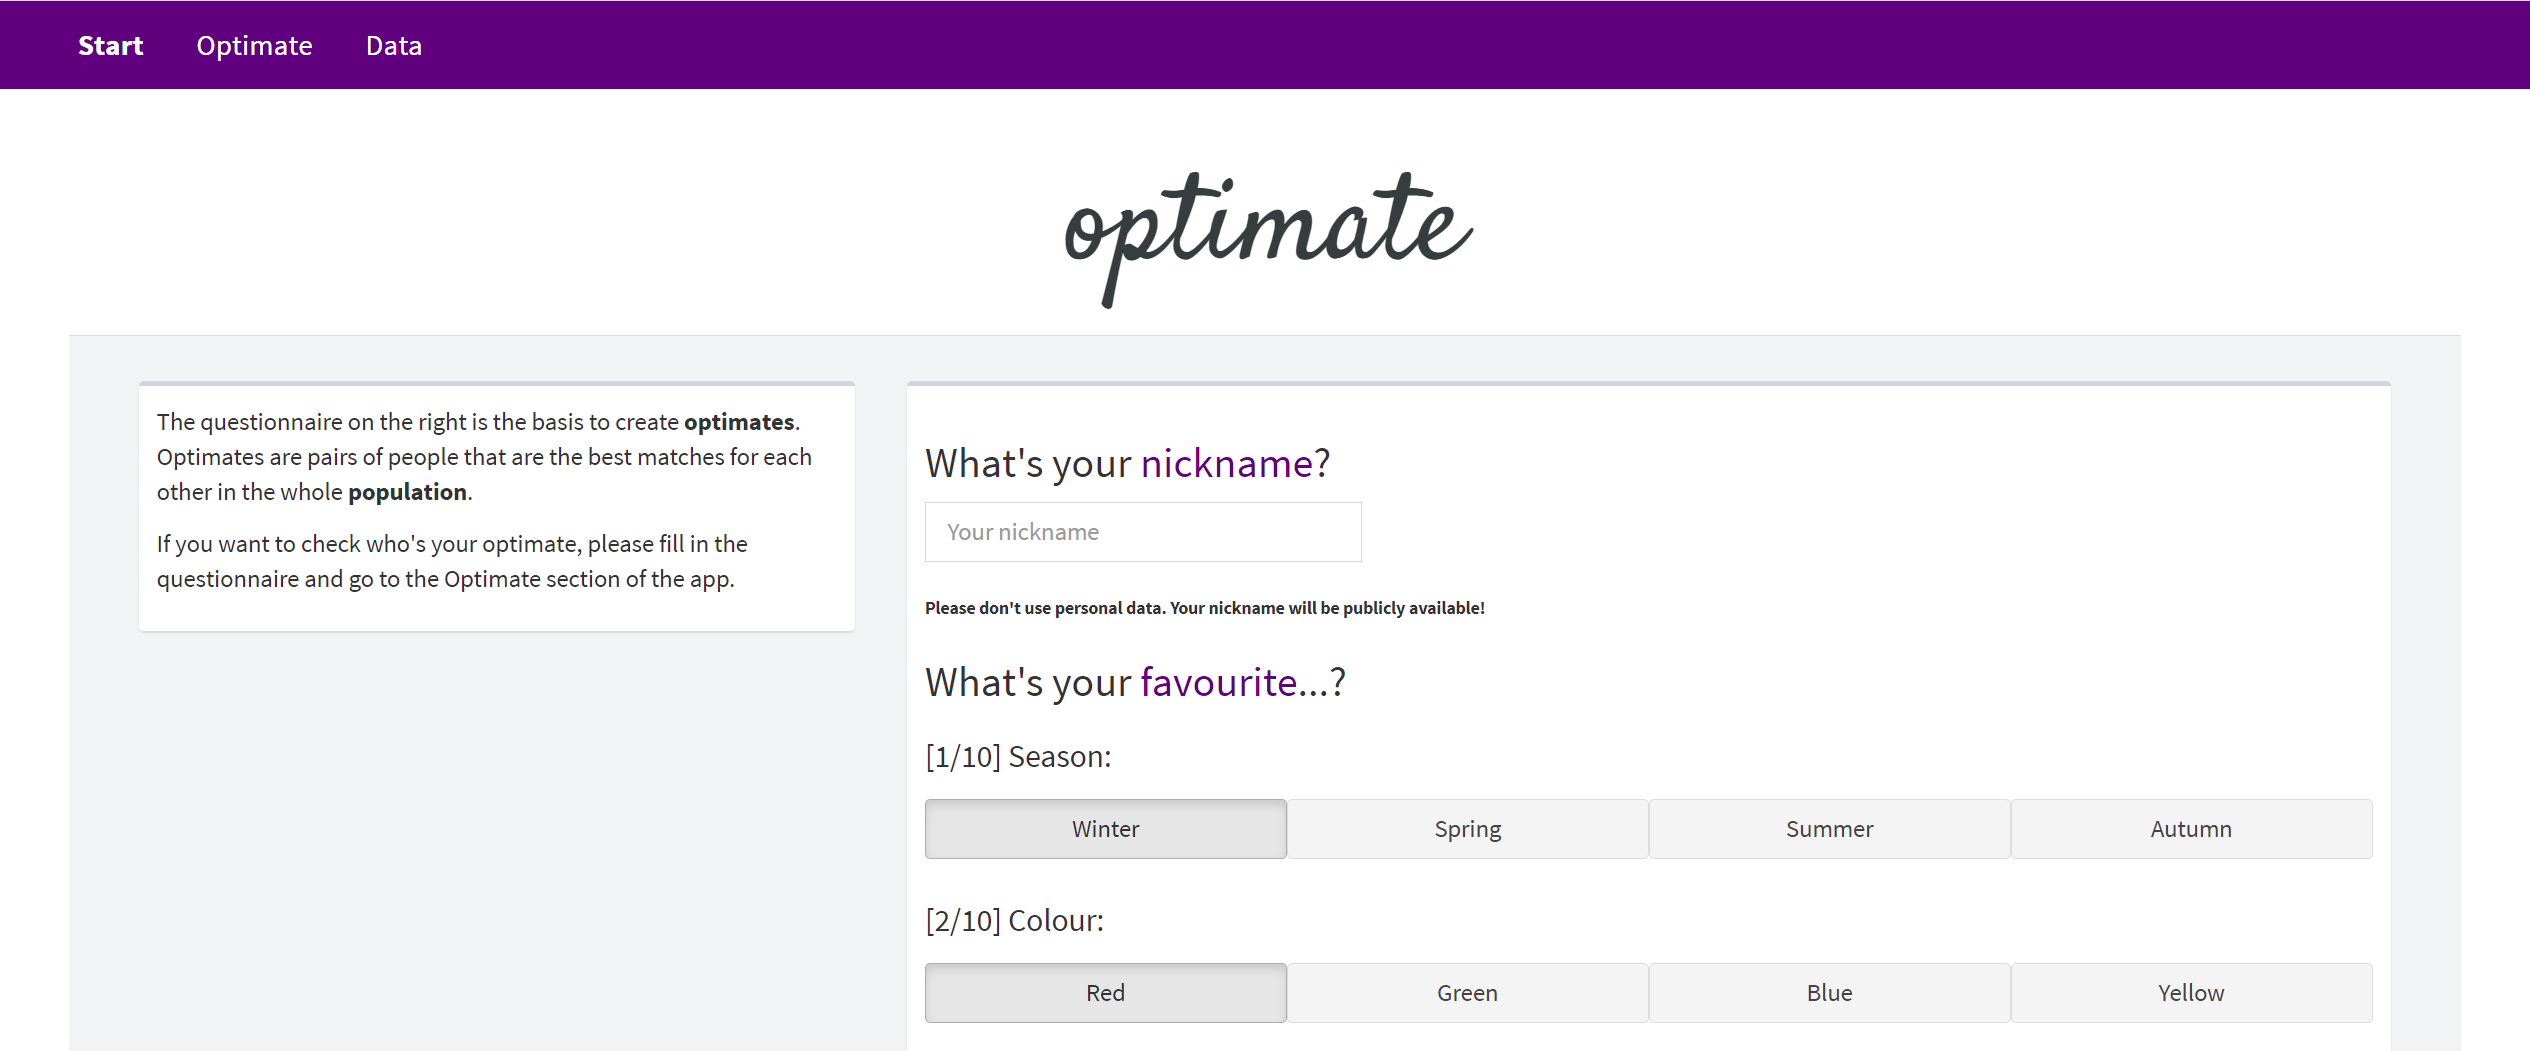 Start Optimate Data
optimate
The questionnaire on the right is the basis to create optimates.
Optimates are pairs of people that are the best matches for each
other in the whole population.
If you want to check who's your optimate, please fill in the
questionnaire and go to the Optimate section of the app.
What's your nickname?
Your nickname
Please don't use personal data. Your nickname will be publicly available!
What's your favourite...?
[1/10] Season:
Winter Spring Summer Autumn
[2/10] Colour:
Red Green Blue Yellow